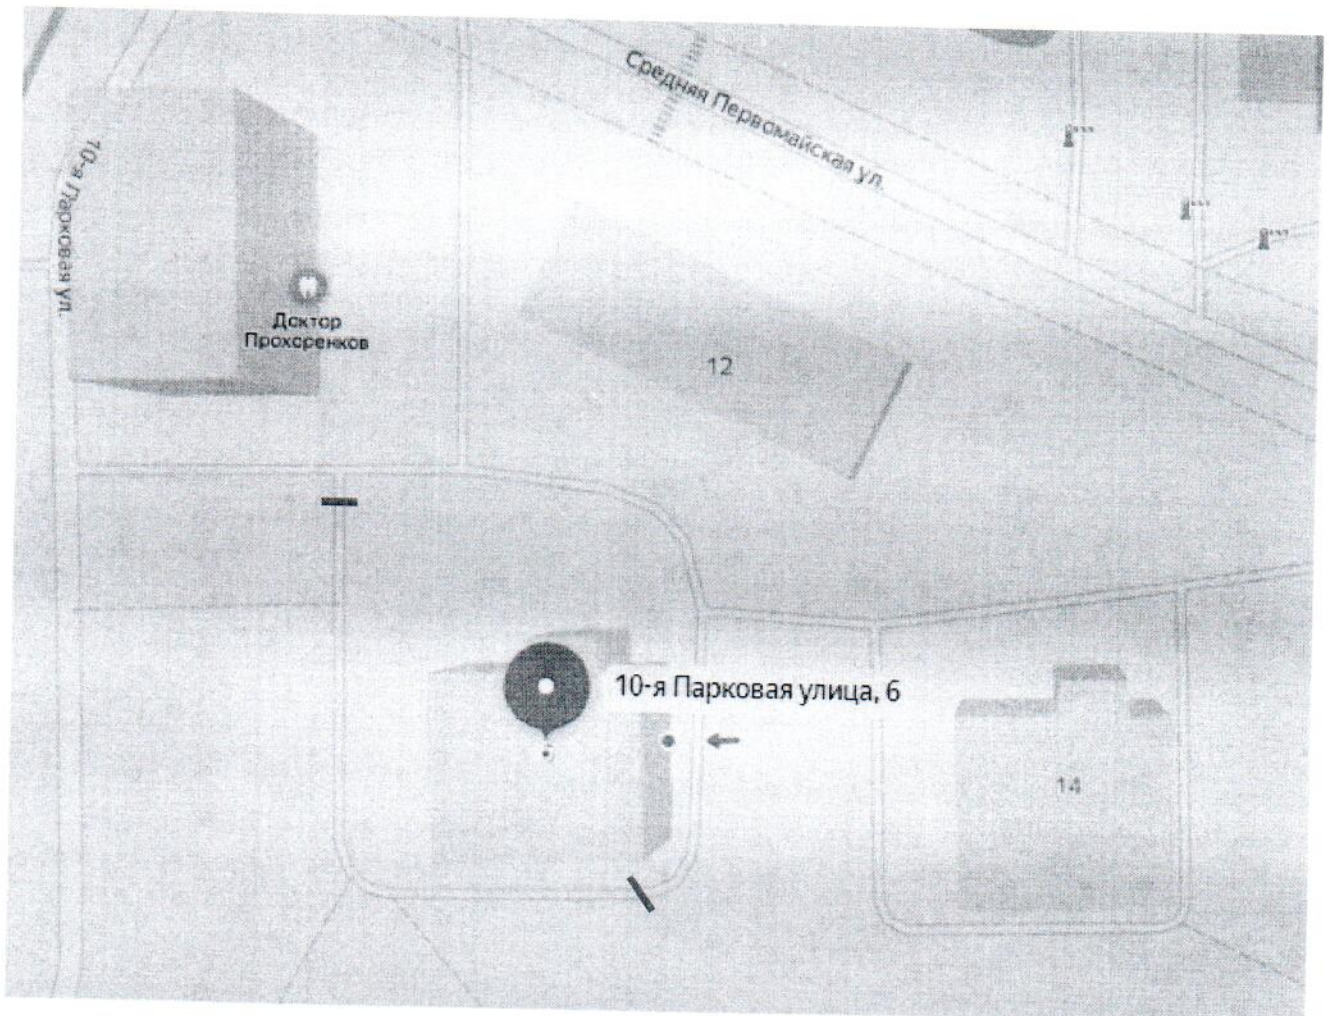 Средняя Первомайская ул.
10-я Парковая ул.
Доктор
Прохоренков
12
10-я Парковая улица, 6
14